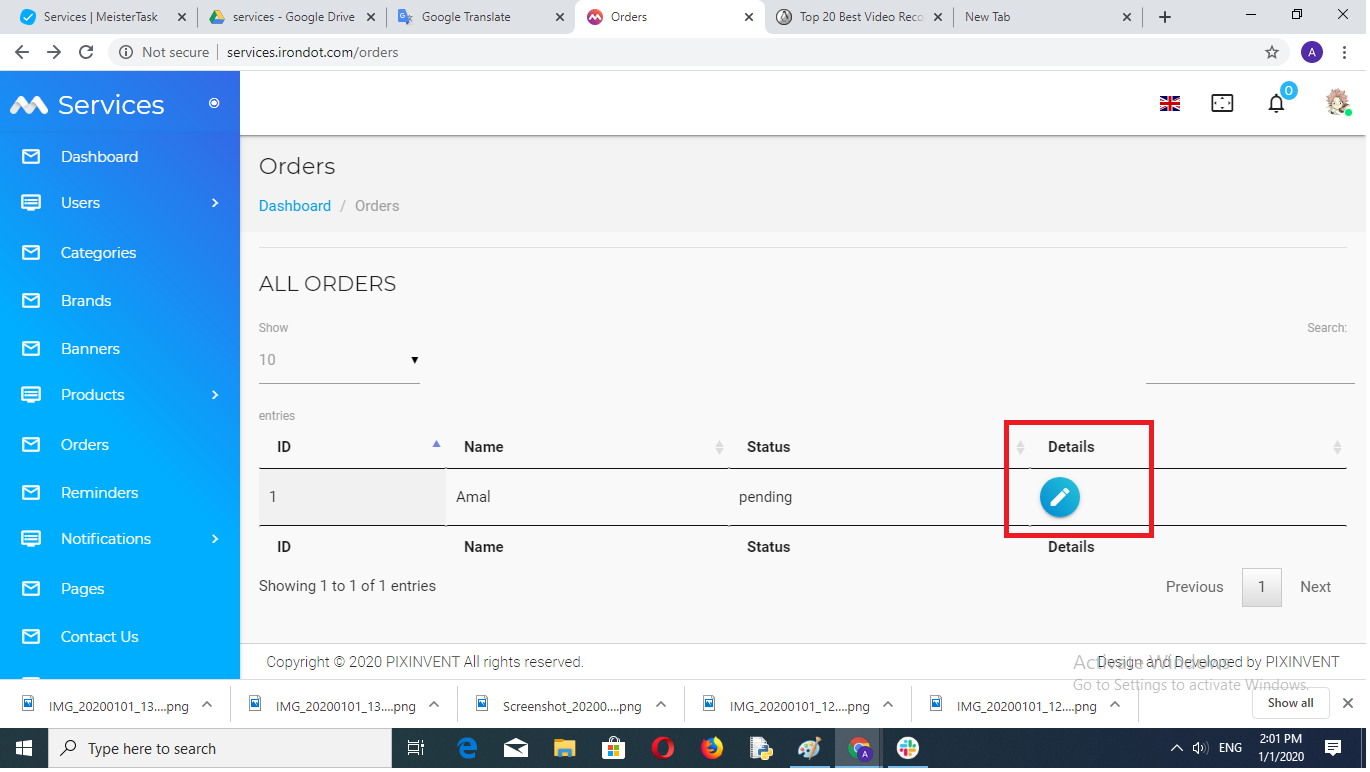 Services | MeisterTask
services - Google Drive
Google Translate
Orders
Top 20 Best Video Reco
New Tab
Not secure
services.irondot.com/orders
A
Services
0
Dashboard
Users
Categories
Brands
Banners
Products
Orders
Reminders
Notifications
Pages
Contact Us
Orders
Dashboard / Orders
ALL ORDERS
Show
Search:
10
entries
ID Name Status Details
1 Amal pending
ID Name Status Details
Showing 1 to 1 of 1 entries
Previous 1 Next
Copyright © 2020 PIXINVENT All rights reserved.
Design and Developed by PIXINVENT
Activate Windows
Go to Settings to activate Windows.
IMG_20200101_13....png
IMG_20200101_13....png
Screenshot_20200....png
IMG_20200101_12....png
IMG_20200101_12....png
Show all
Type here to search
A
ENG
2:01 PM
1/1/2020